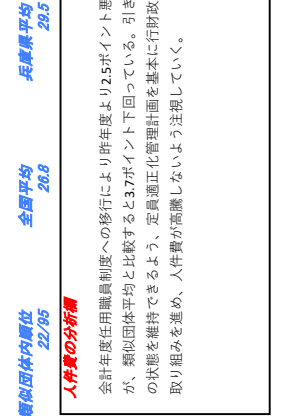 類似団体内順位 全国平均 兵庫県平均
22/95 26.8 29.5
人件費の分析欄
会計年度任用職員制度への移行により昨年度より2.5ポイント悪
が、類似団体平均と比較すると3.7ポイント下回っている。引き
の状態を維持できるよう、定員適正化管理計画を基本に行財政
取り組みを進め、人件費が高騰しないよう注視していく。